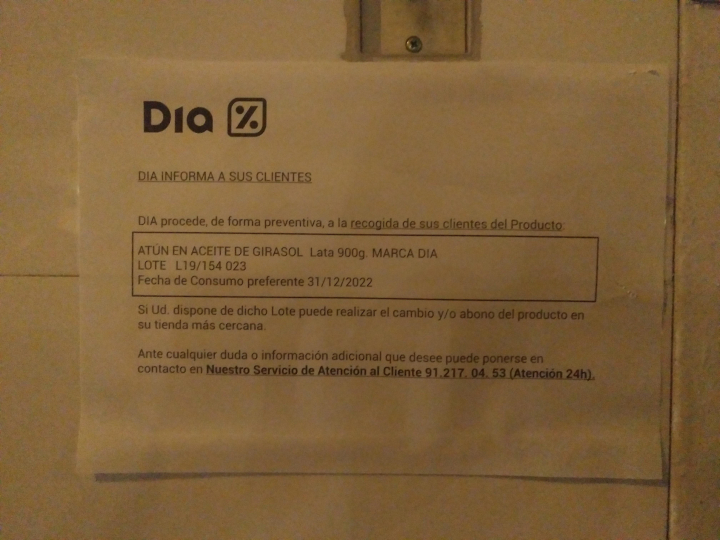 Dia %
DIA INFORMA A SUS CLIENTES
DIA procede, de forma preventiva, a la recogida de sus clientes del Producto:
ATÚN EN ACEITE DE GIRASOL Lata 900g. MARCA DIA
LOTE L19/154 023
Fecha de Consumo preferente 31/12/2022
Si Ud. dispone de dicho Lote puede realizar el cambio y/o abono del producto en
su tienda más cercana.
Ante cualquier duda o información adicional que desee puede ponerse en
contacto en Nuestro Servicio de Atención al Cliente 91.217. 04. 53 (Atención 24h).